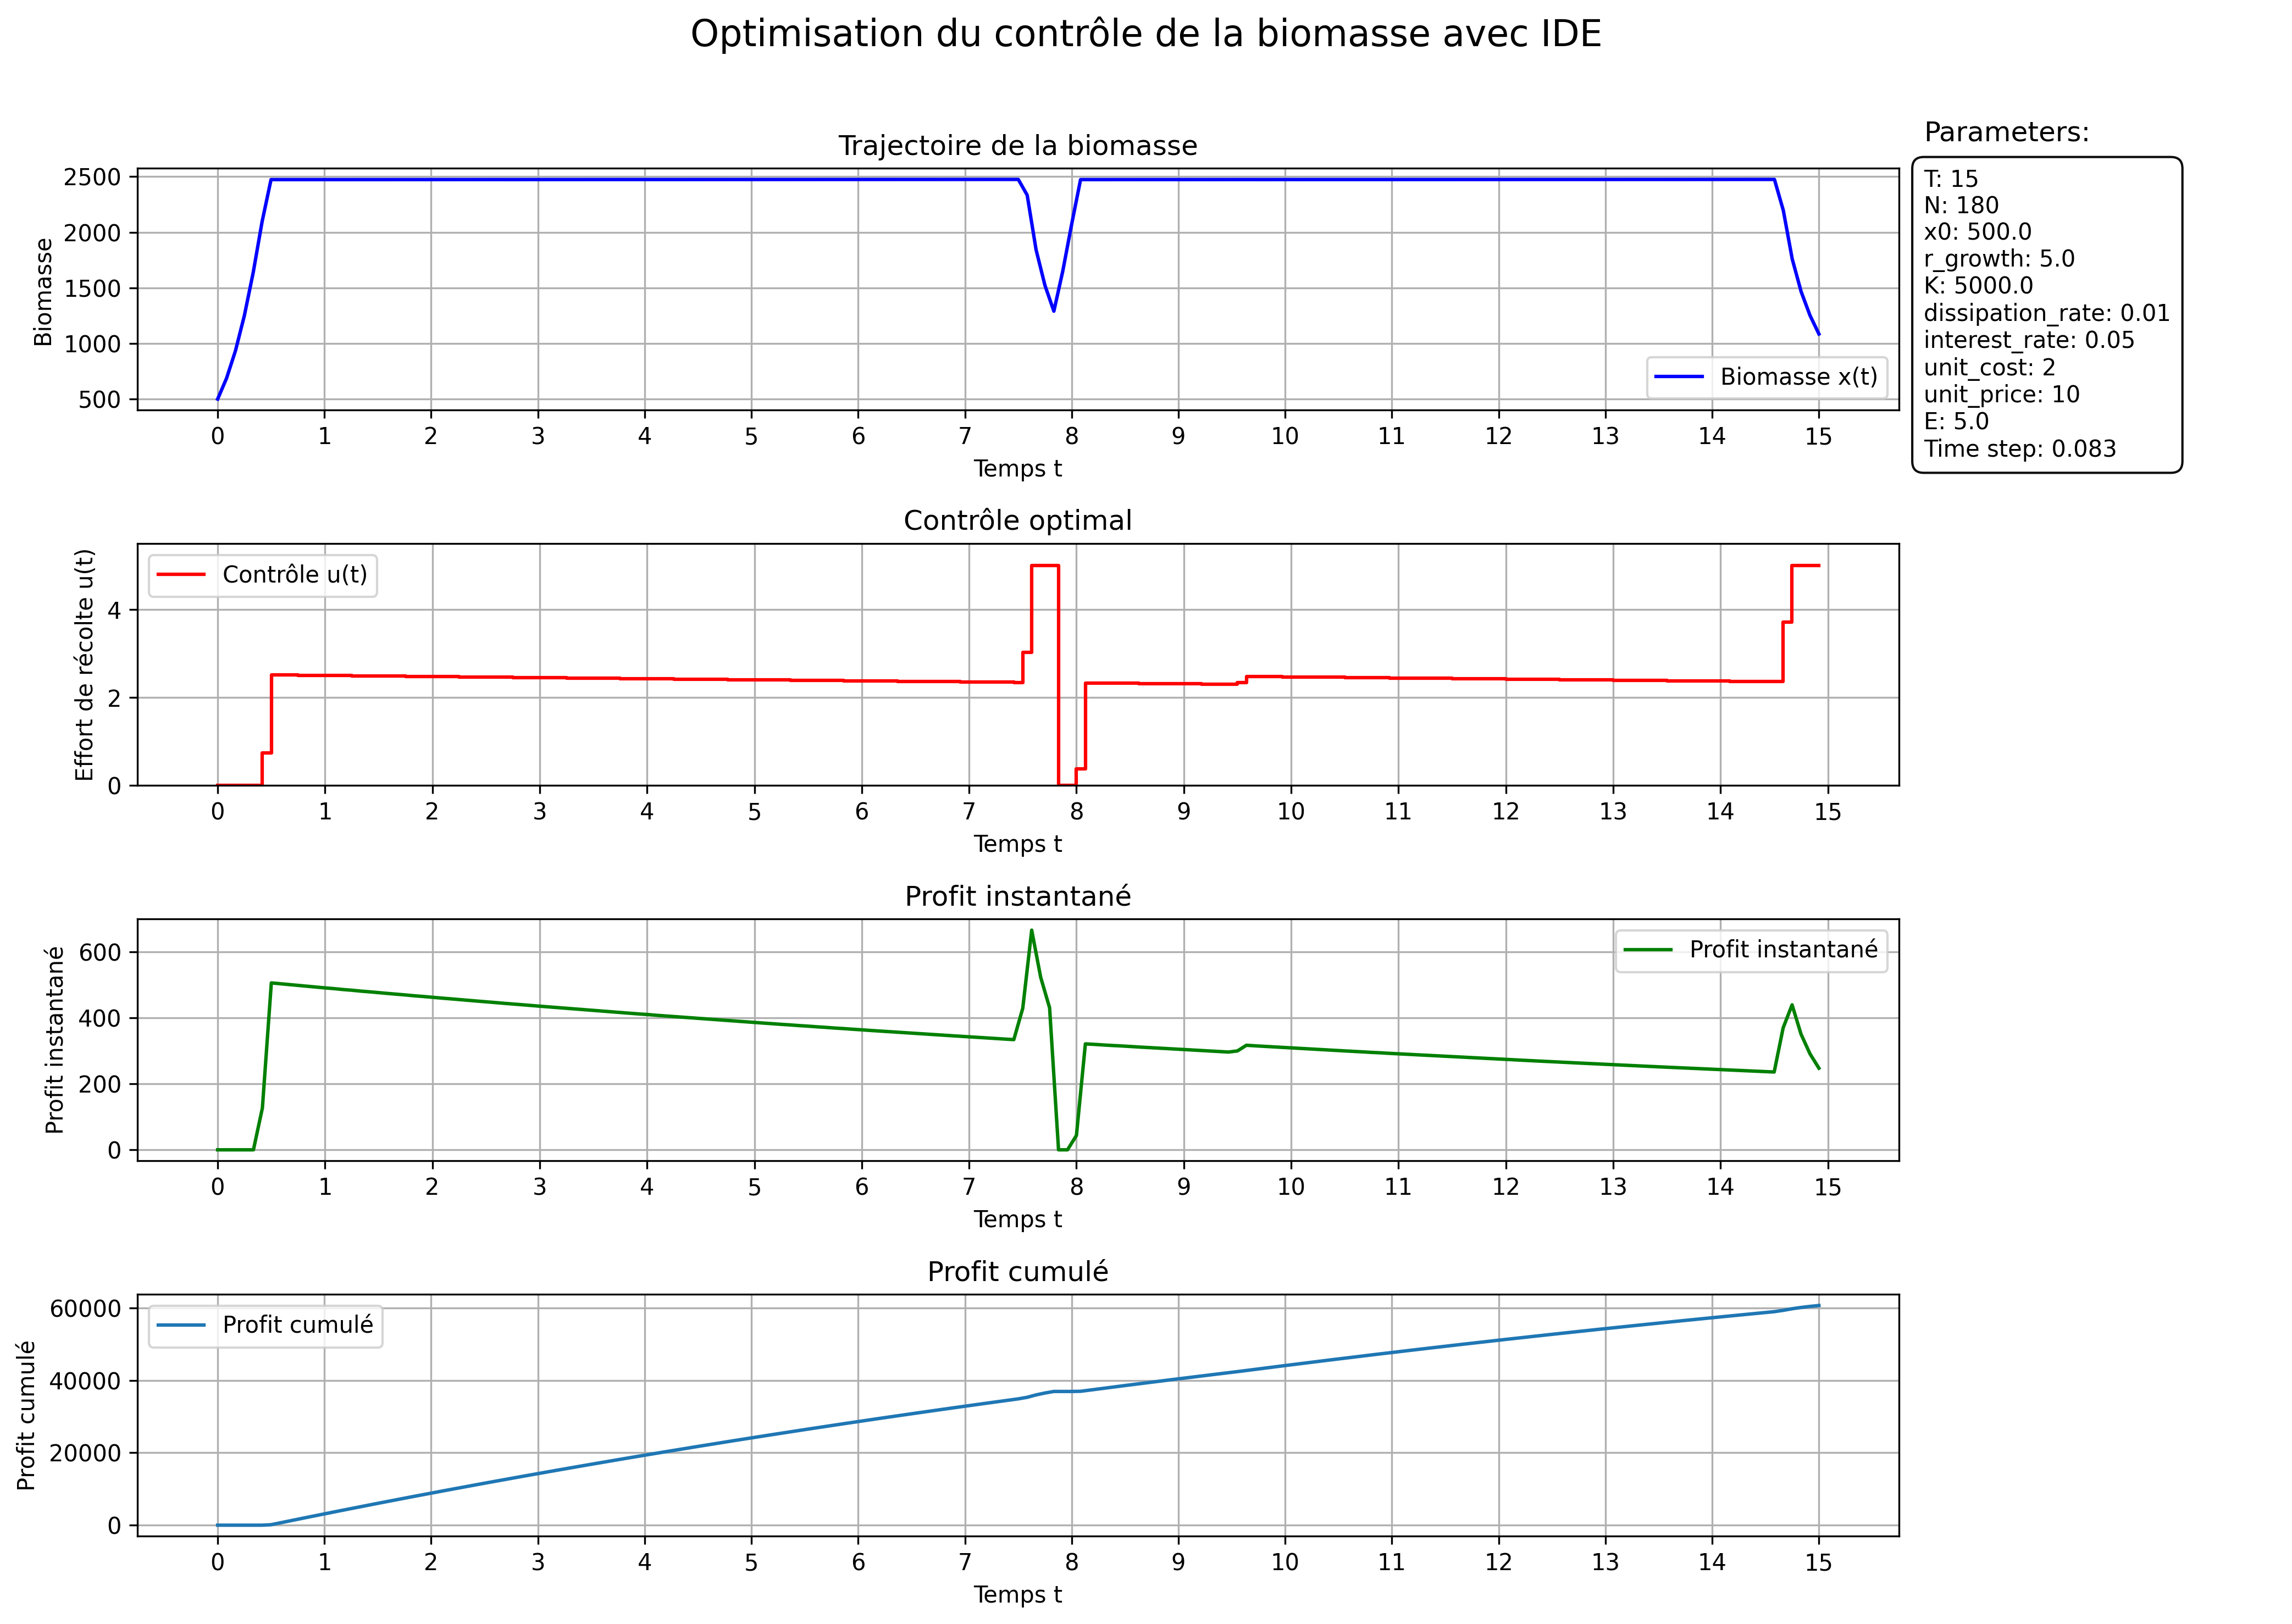 Optimisation du contrôle de la biomasse avec IDE
Trajectoire de la biomasse
Biomasse
2500
2000
1500
1000
500
Biomasse x(t)
0 1 2 3 4 5 6 7 8 9 10 11 12 13 14 15
Temps t
Parameters:
T: 15
N: 180
x0: 500.0
r_growth: 5.0
K: 5000.0
dissipation_rate: 0.01
interest_rate: 0.05
unit_cost: 2
unit_price: 10
E: 5.0
Time step: 0.083
Contrôle optimal
Effort de récolte u(t)
Contrôle u(t)
4
2
0
0 1 2 3 4 5 6 7 8 9 10 11 12 13 14 15
Temps t
Profit instantané
Profit instantané
Profit instantané
600
400
200
0
0 1 2 3 4 5 6 7 8 9 10 11 12 13 14 15
Temps t
Profit cumulé
Profit cumulé
Profit cumulé
60000
40000
20000
0
0 1 2 3 4 5 6 7 8 9 10 11 12 13 14 15
Temps t